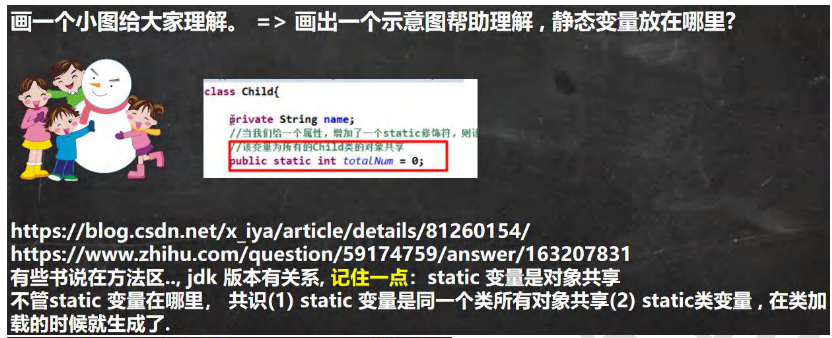 画一个小图给大家理解。 => 画出一个示意图帮助理解，静态变量放在哪里?
class Child{
private String name;
//当我们给一个属性，增加了一个static修饰符，则该
//该变量为所有的Child类的对象共享
public static int totalNum = 0;
https://blog.csdn.net/x_iya/article/details/81260154/
https://www.zhihu.com/question/59174759/answer/163207831
有些书说在方法区.., jdk 版本有关系, 记住一点：static 变量是对象共享
不管static 变量在哪里， 共识(1) static 变量是同一个类所有对象共享(2) static类变量，在类加
载的时候就生成了.